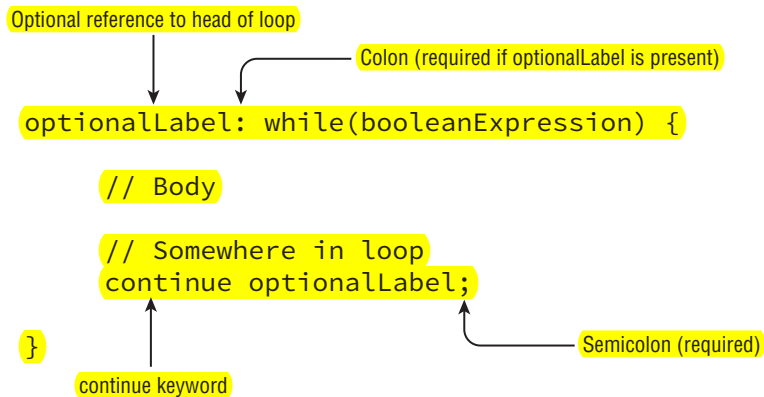 Optional reference to head of loop
Colon (required if optionalLabel is present)
optionalLabel: while(booleanExpression) {
// Body
// Somewhere in loop
continue optionalLabel;
}
Semicolon (required)
continue keyword